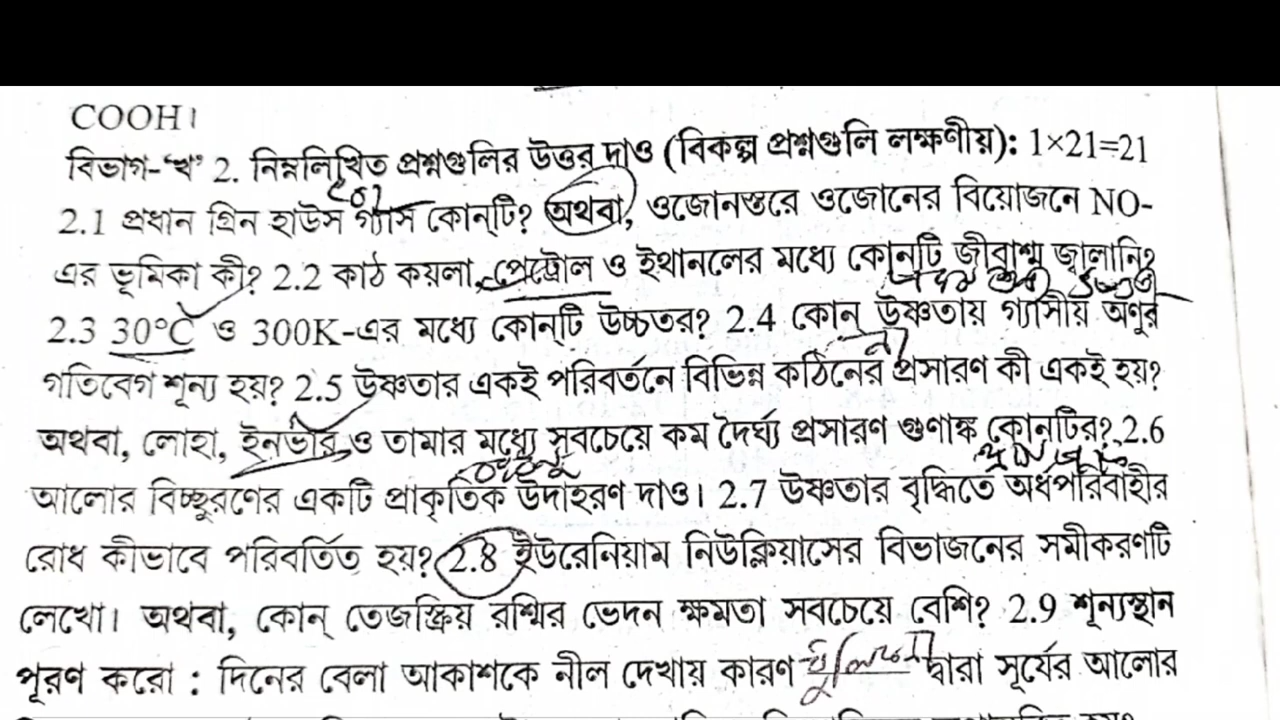 COOH।
বিভাগ-‘খ’ 2. নিম্নলিখিত প্রশ্নগুলির উত্তর দাও (বিকল্প প্রশ্নগুলি লক্ষণীয়): 1×21=21
2.1 প্রধান গ্রিন হাউস গ্যাস কোন্‌টি? অথবা, ওজোনস্তরে ওজোনের বিয়োজনে NO-
এর ভূমিকা কী? 2.2 কাঠ কয়লা, পেট্রোল ও ইথানলের মধ্যে কোন্‌টি জীবাশ্ম জ্বালানি?
2.3 30°C ও 300K-এর মধ্যে কোন্‌টি উচ্চতর? 2.4 কোন্ উষ্ণতায় গ্যাসীয় অণুর
না
গতিবেগ শূন্য হয়? 2.5 উষ্ণতার একই পরিবর্তনে বিভিন্ন কঠিনের প্রসারণ কী একই হয়?
অথবা, লোহা, ইনভার ও তামার মধ্যে সবচেয়ে কম দৈর্ঘ্য প্রসারণ গুণাঙ্ক কোনটির? 2.6
আলোর বিচ্ছুরণের একটি প্রাকৃতিক উদাহরণ দাও। 2.7 উষ্ণতার বৃদ্ধিতে অর্ধপরিবাহীর
রোধ কীভাবে পরিবর্তিত হয়? 2.8 ইউরেনিয়াম নিউক্লিয়াসের বিভাজনের সমীকরণটি
লেখো। অথবা, কোন্ তেজস্ক্রিয় রশ্মির ভেদন ক্ষমতা সবচেয়ে বেশি? 2.9 শূন্যস্থান
পূরণ করো : দিনের বেলা আকাশকে নীল দেখায় কারণ দ্বারা সূর্যের আলোর